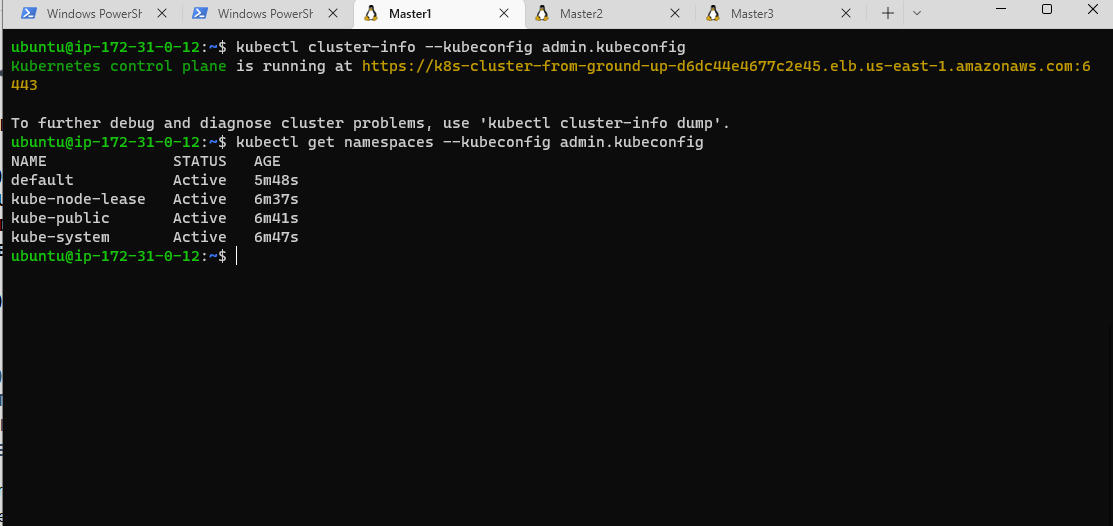 Windows PowerSh
Windows PowerSh
Master1
Master2
Master3
ubuntu@ip-172-31-0-12:~$ kubectl cluster-info --kubeconfig admin.kubeconfig
Kubernetes control plane is running at https://k8s-cluster-from-ground-up-d6dc44e4677c2e45.elb.us-east-1.amazonaws.com:6
443
To further debug and diagnose cluster problems, use 'kubectl cluster-info dump'.
ubuntu@ip-172-31-0-12:~$ kubectl get namespaces --kubeconfig admin.kubeconfig
NAME STATUS AGE
default Active 5m48s
kube-node-lease Active 6m37s
kube-public Active 6m41s
kube-system Active 6m47s
ubuntu@ip-172-31-0-12:~$